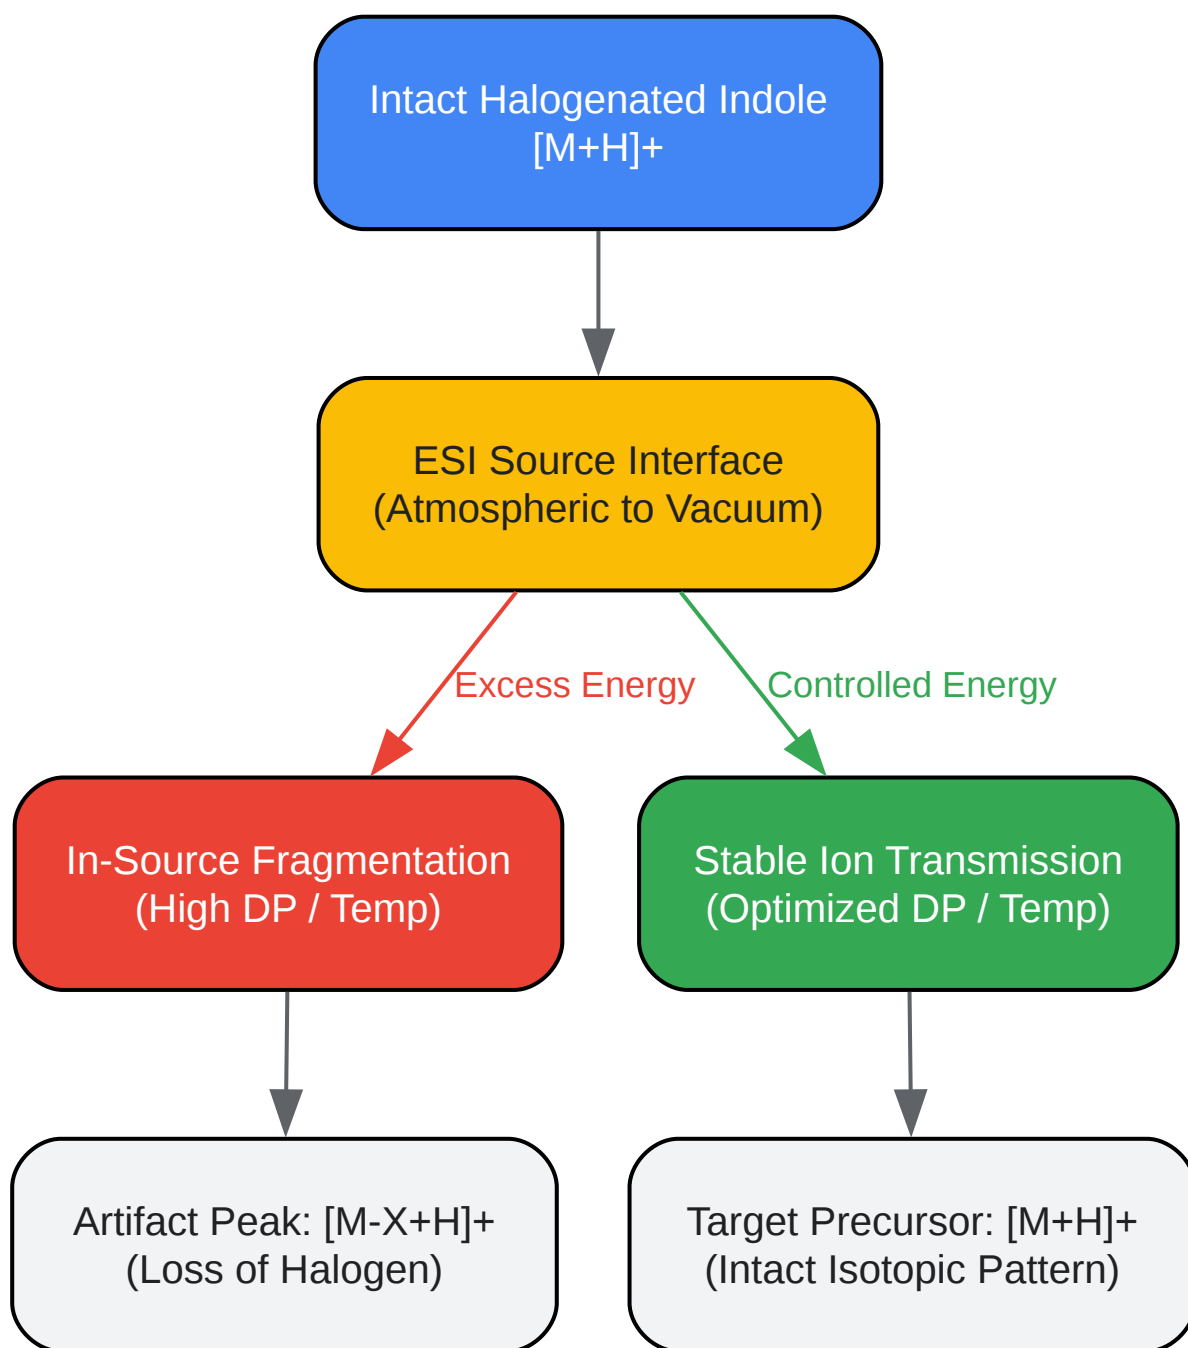 Intact Halogenated Indole
[M+H]+
ESI Source Interface
(Atmospheric to Vacuum)
Excess Energy
Controlled Energy
In-Source Fragmentation
(High DP / Temp)
Stable Ion Transmission
(Optimized DP / Temp)
Artifact Peak: [M-X+H]+
(Loss of Halogen)
Target Precursor: [M+H]+
(Intact Isotopic Pattern)